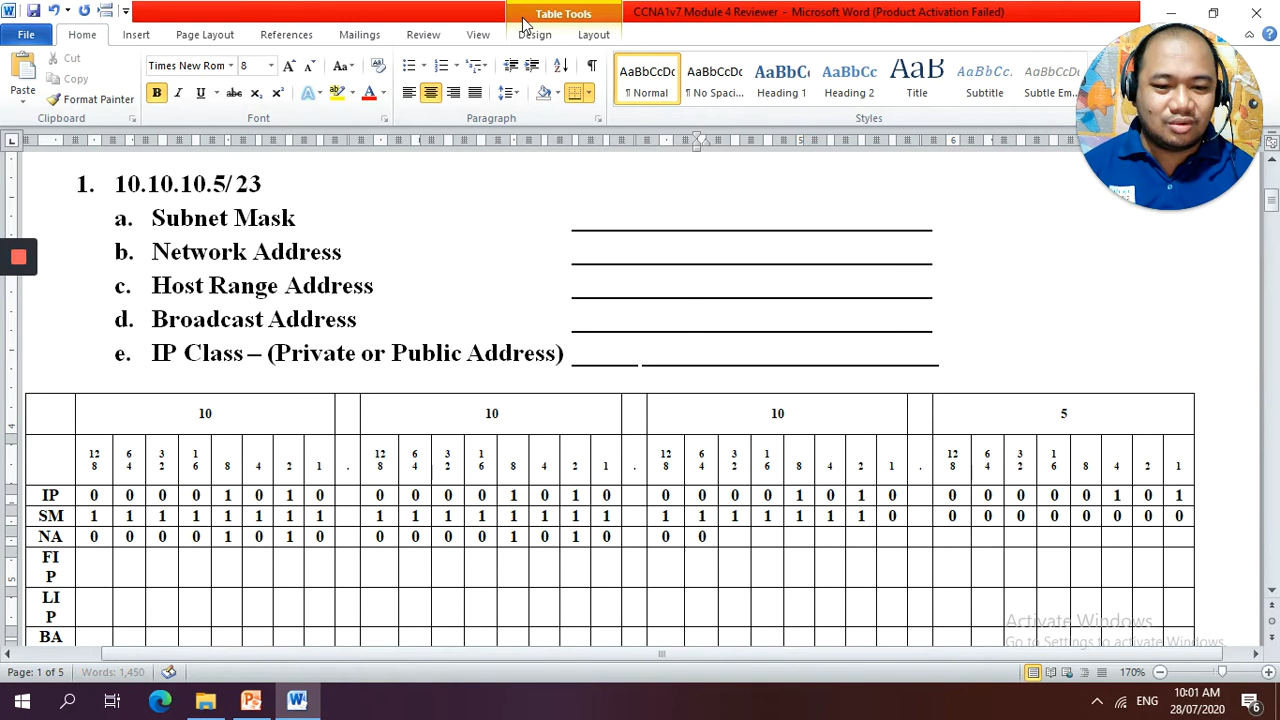 Table Tools
CCNA1v7 Module 4 Reviewer - Microsoft Word (Product Activation Failed)
File Home Insert Page Layout References Mailings Review View Design Layout
Paste
Cut
Copy
Format Painter
Clipboard
Times New Rom 8
Font
Paragraph
AaBbCcDc AaBbCcDc AaBbCc AaBbCc AaB AaBbCcDc AaBbCcDc
¶ Normal ¶ No Spaci... Heading 1 Heading 2 Title Subtitle Subtle Em...
Styles
1. 10.10.10.5/23
a. Subnet Mask
b. Network Address
c. Host Range Address
d. Broadcast Address
e. IP Class – (Private or Public Address)
10 10 10 5
128 64 32 16 8 4 2 1 . 128 64 32 16 8 4 2 1 . 128 64 32 16 8 4 2 1 . 128 64 32 16 8 4 2 1
IP 0 0 0 0 1 0 1 0 0 0 0 0 1 0 1 0 0 0 0 0 1 0 1 0 0 0 0 0 0 1 0 1
SM 1 1 1 1 1 1 1 1 1 1 1 1 1 1 1 1 1 1 1 1 1 1 1 0 0 0 0 0 0 0 0 0
NA 0 0 0 0 1 0 1 0 0 0 0 0 1 0 1 0 0 0
FI
P
LI
P
BA
Activate Windows
Go to Settings to activate Windows.
Page: 1 of 5 Words: 1,450 170%
ENG 10:01 AM
28/07/2020
6